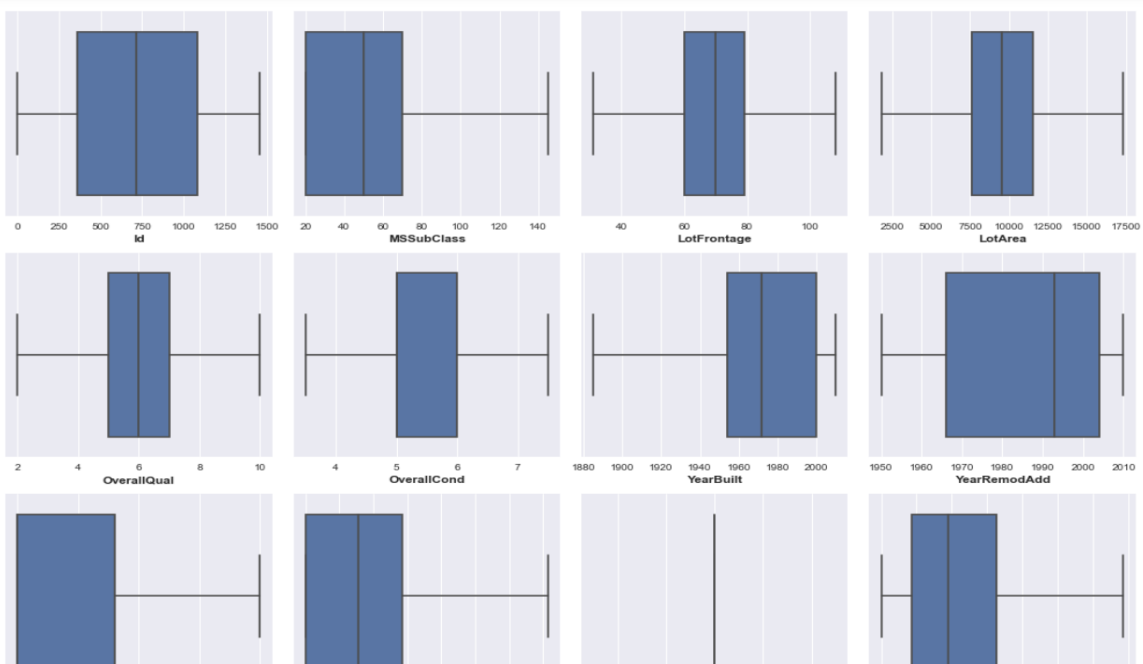 0 250 500 750 1000 1250 1500
Id
20 40 60 80 100 120 140
MSSubClass
40 60 80 100
LotFrontage
2500 5000 7500 10000 12500 15000 17500
LotArea
2 4 6 8 10
OverallQual
4 5 6 7
OverallCond
1880 1900 1920 1940 1960 1980 2000
YearBuilt
1950 1960 1970 1980 1990 2000 2010
YearRemodAdd